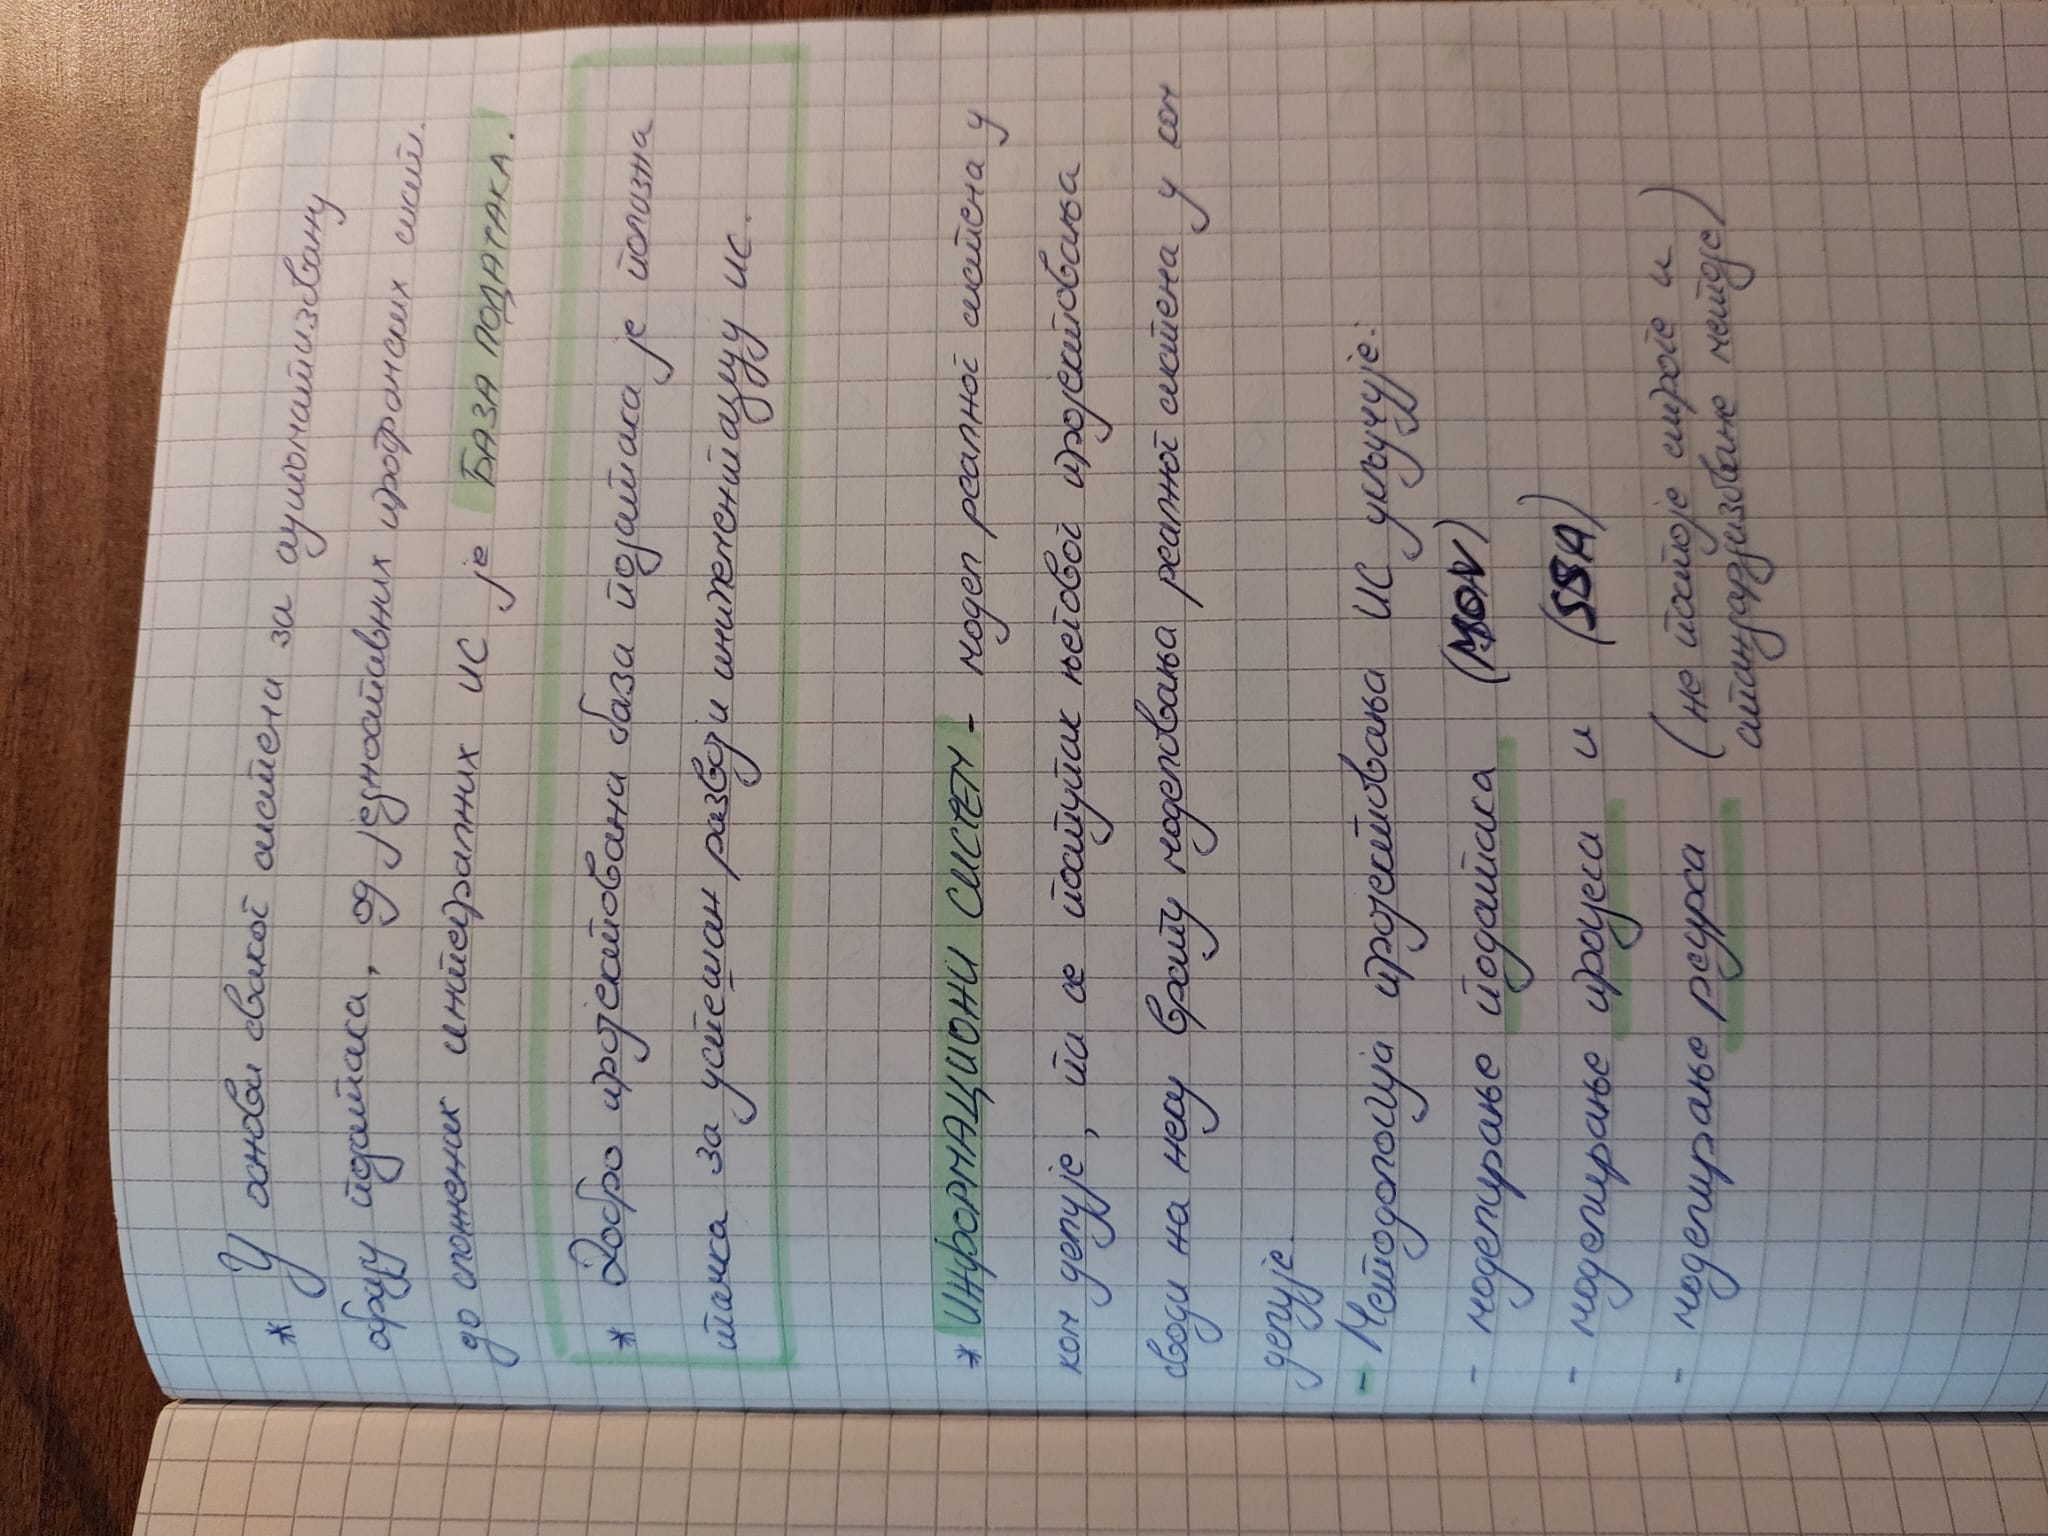 * У основи сваког система за аутоматизовану
обраду података, од једноставних програмских сист.
до сложених интегралних ИС је БАЗА ПОДАТАКА.
* Добро пројектована база података је полазна
тачка за успешан развој и имплементацију ИС.
* ИНФОРМАЦИОНИ СИСТЕМ - модел реалног система у
ком делује, па се поступак његовог пројектовања
своди на неку врсту моделовања реалног система у ком
делује.
- Методологија пројектовања ИС укључује:
- моделирање података (MOV)
- моделирање процеса и (SSA)
- моделирање ресурса (не постоје строге и
стандардизоване методе)